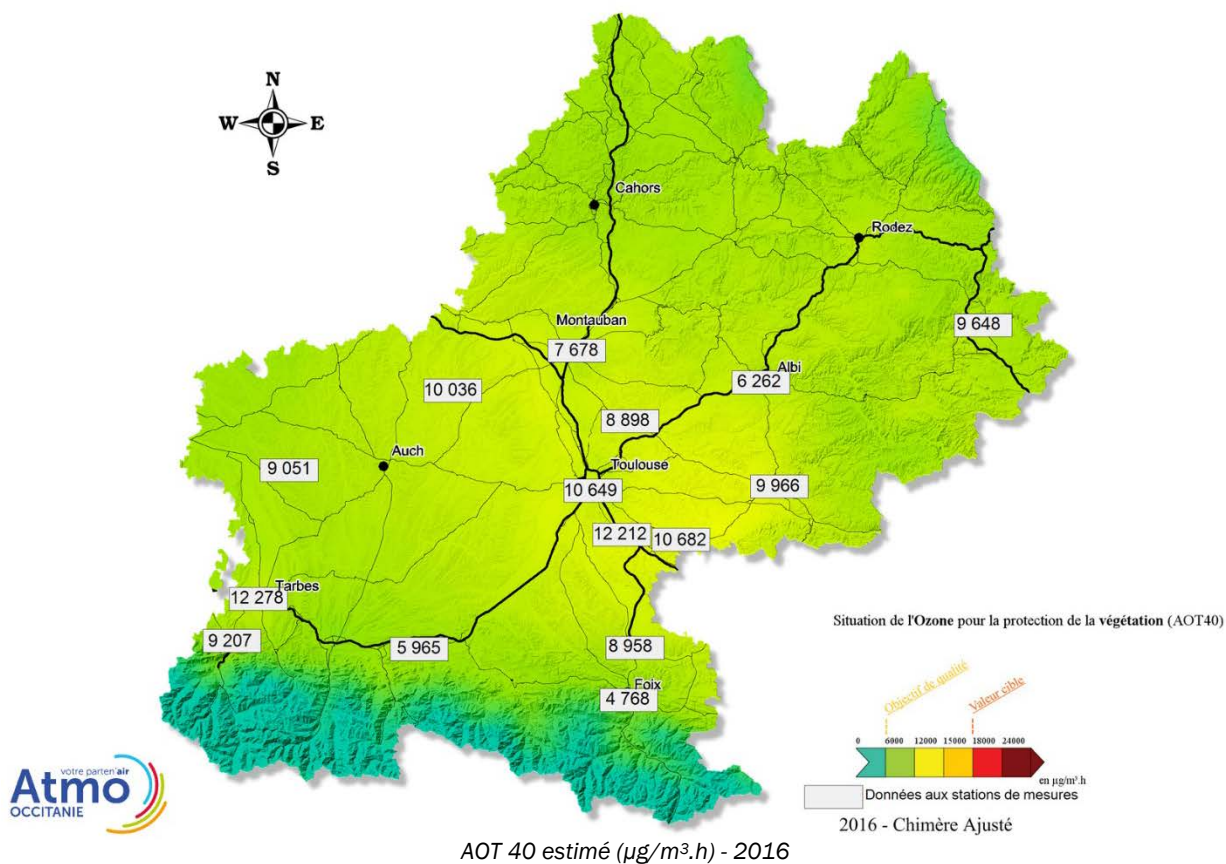 N
W E
S
Cahors
Rodez
Montauban
7 678
9 648
10 036
Albi
6 262
8 898
Auch
9 051
Toulouse
10 649
9 966
12 212
10 682
Tarbes
12 278
9 207
5 965
8 958
Foix
4 768
Situation de l'Ozone pour la protection de la végétation (AOT40)
Objectif de qualité
Valeur cible
0 6000 12000 15000 18000 24000
en µg/m³.h
Données aux stations de mesures
2016 - Chimère Ajusté
votre parten'air
Atmo
OCCITANIE
AOT 40 estimé (µg/m³.h) - 2016